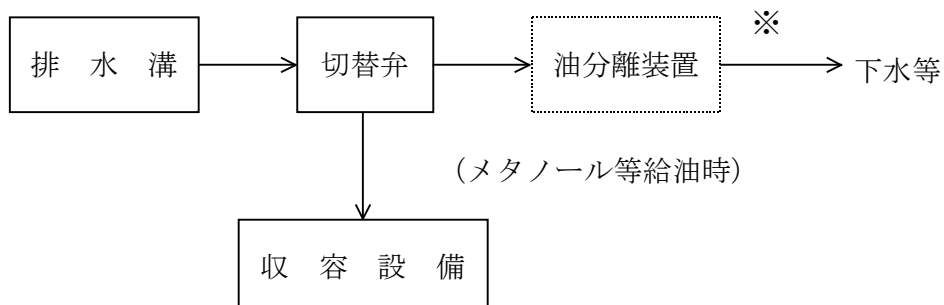 ※
排 水 溝
切替弁
油分離装置
下水等
（メタノール等給油時）
収 容 設 備